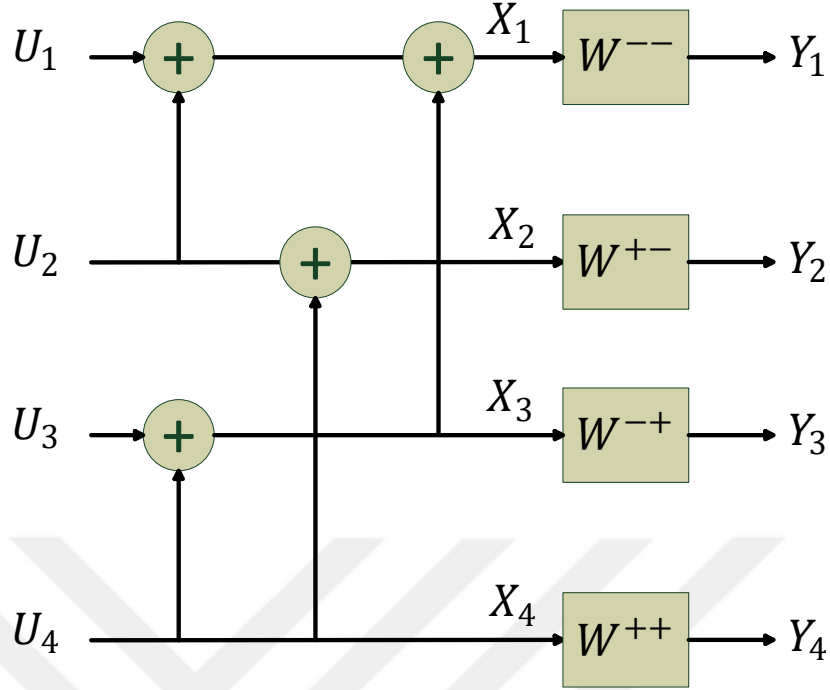 U₁ + + X₁ W⁻⁻ Y₁
U₂ + X₂ W⁺⁻ Y₂
U₃ + X₃ W⁻⁺ Y₃
U₄ X₄ W⁺⁺ Y₄